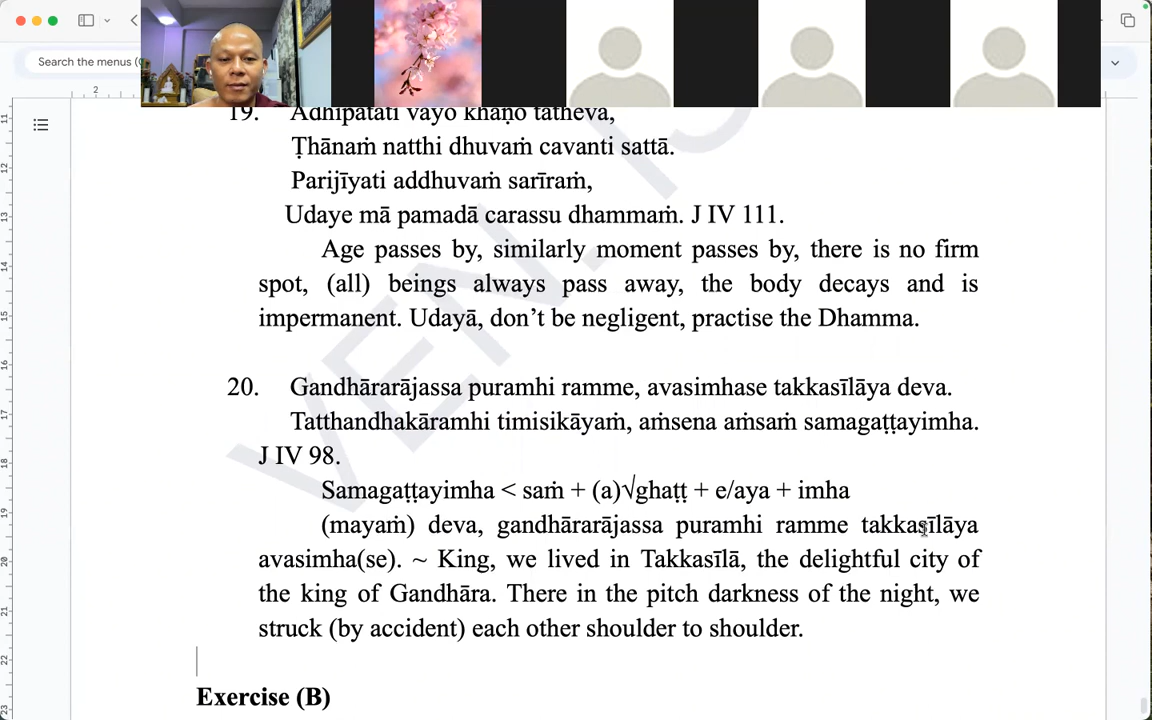 Search the menus (
2
19. Adhipatati vayo khaṇo tatheva,
Ṭhānaṁ natthi dhuvaṁ cavanti sattā.
Parijīyati addhuvaṁ sarīraṁ,
Udaye mā pamadā carassu dhammaṁ. J IV 111.
Age passes by, similarly moment passes by, there is no firm
spot, (all) beings always pass away, the body decays and is
impermanent. Udayā, don’t be negligent, practise the Dhamma.
20. Gandhārarājassa puramhi ramme, avasimhase takkasīlāya deva.
Tatthandhakāramhi timisikāyaṁ, aṁsena aṁsaṁ samagaṭṭayimha.
J IV 98.
Samagaṭṭayimha < saṁ + (a)√ghaṭṭ + e/aya + imha
(mayaṁ) deva, gandhārarājassa puramhi ramme takkasīlāya
avasimha(se). ~ King, we lived in Takkasīlā, the delightful city of
the king of Gandhāra. There in the pitch darkness of the night, we
struck (by accident) each other shoulder to shoulder.
Exercise (B)
VEN.